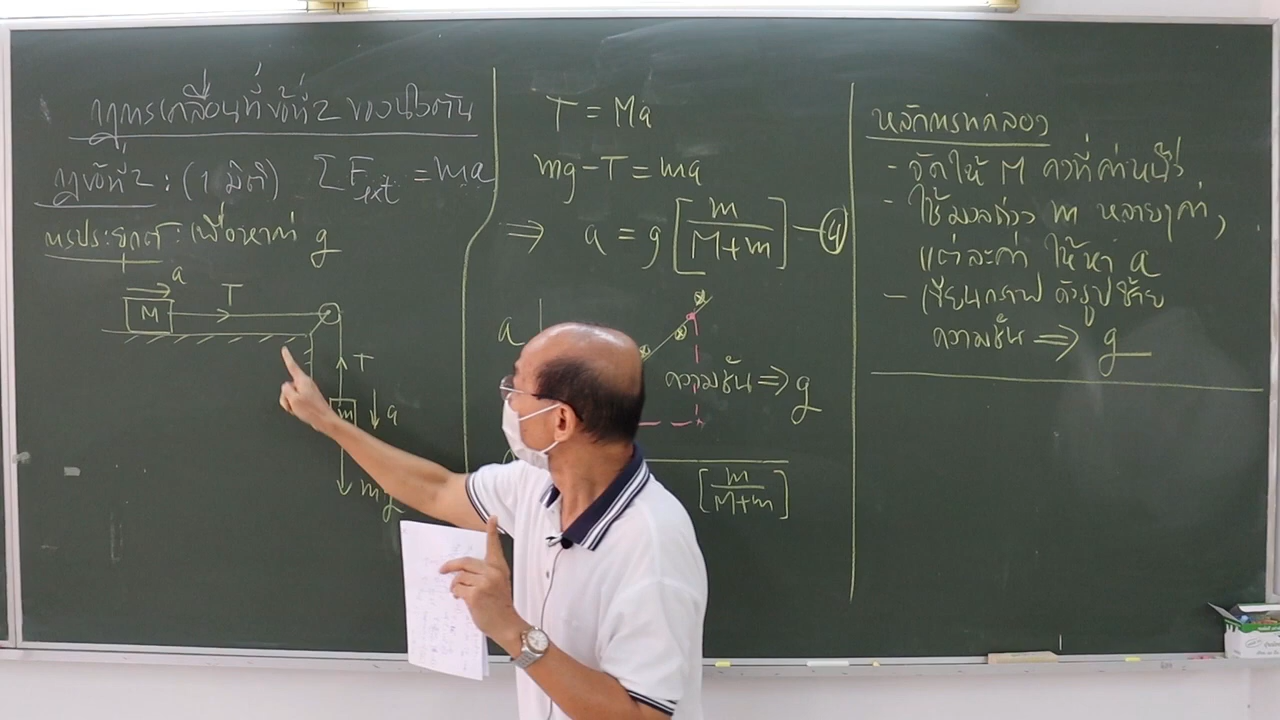 กฎการเคลื่อนที่ข้อที่ 2 ของนิวตัน
กฎข้อที่ 2 : (1 มิติ) ΣF_ext = ma
การประยุกต์ : เพื่อหาค่า g
a
M
T
T
m
a
mg
T = Ma
mg-T = ma
⇒ a = g [m/(M+m)] — ①
a
ความชัน ⇒ g
[m/(M+m)]
หลักการทดลอง
- จัดให้ M คงที่ค่าหนึ่ง
- ใช้มวลถ่วง m หลายๆค่า,
แต่ละค่า ให้หา a
- เขียนกราฟ ดังรูปซ้าย
ความชัน ⇒ g